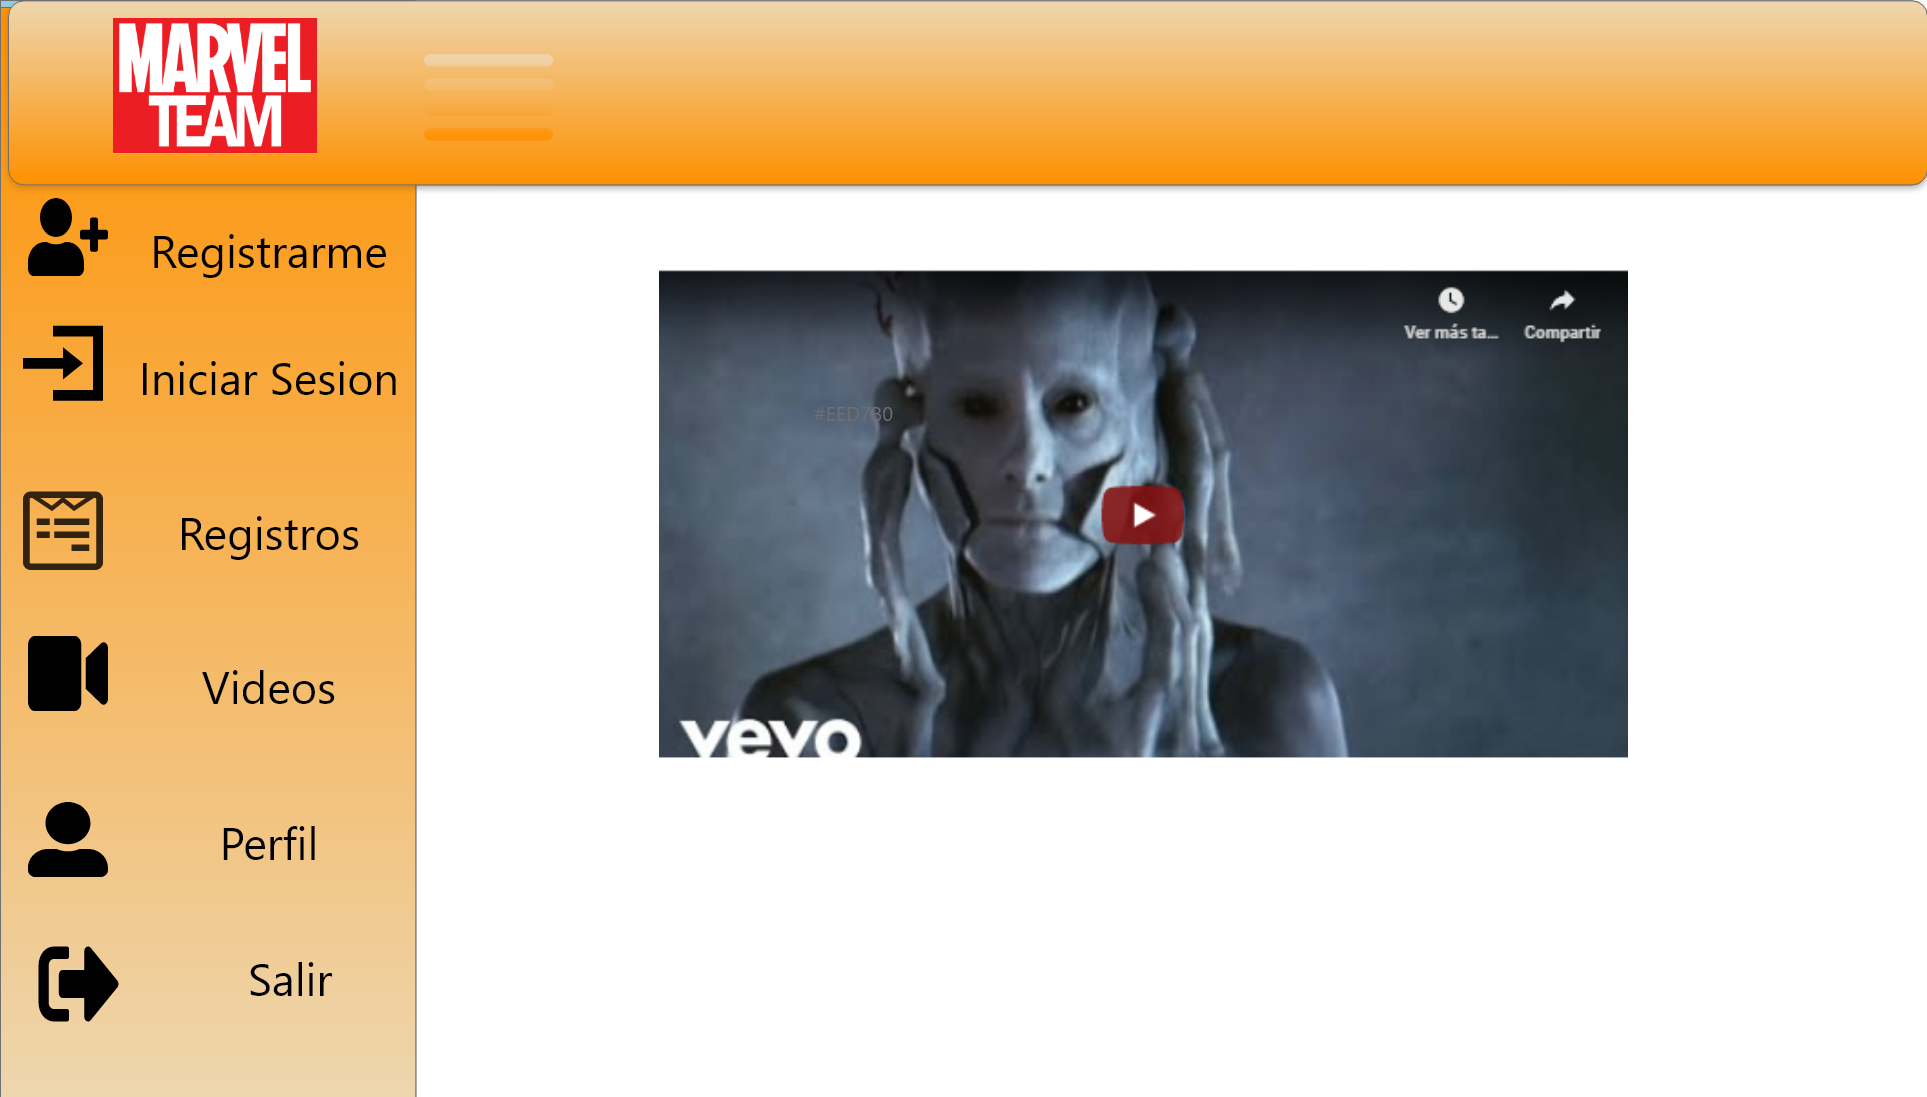 MARVEL
TEAM
Registrarme
Iniciar Sesion
Registros
Videos
Perfil
Salir
Ver más ta...
Compartir
#EED7B0
vevo